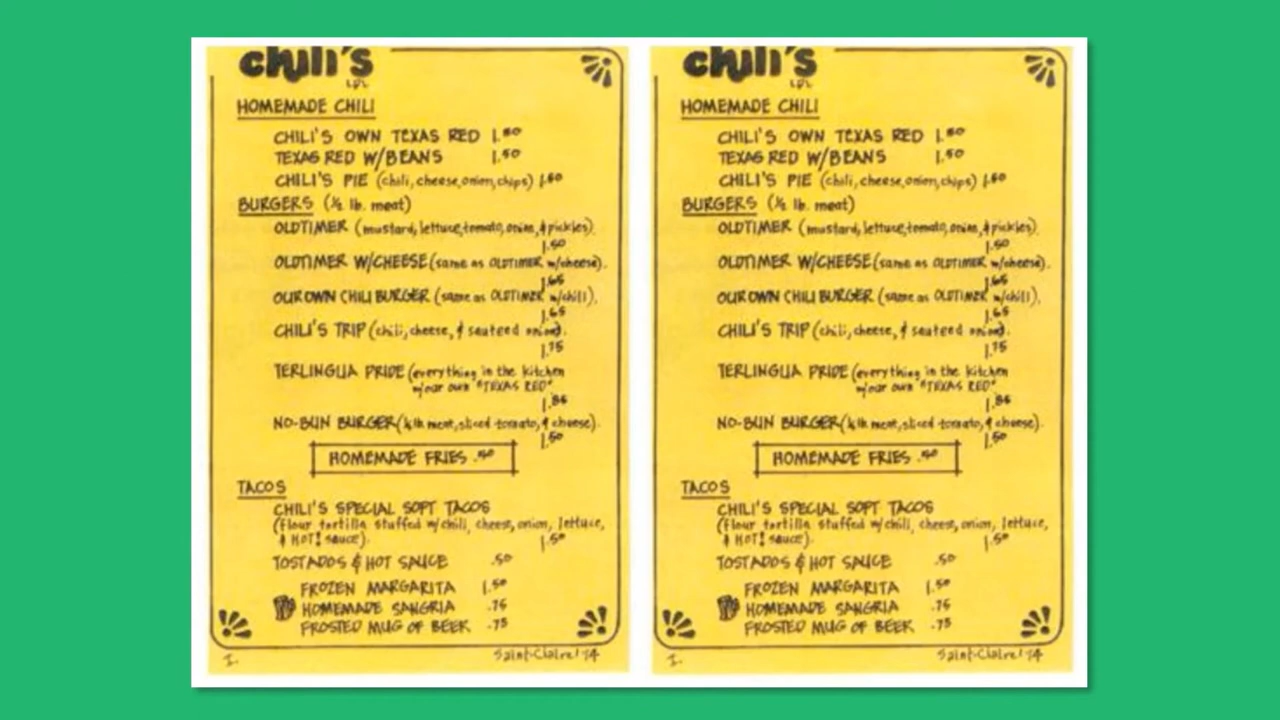 chili's
HOMEMADE CHILI
CHILI'S OWN TEXAS RED 1.50
TEXAS RED W/BEANS 1.50
CHILI'S PIE (chili, cheese, onion, chips) 1.60
BURGERS (½ lb. meat)
OLDTIMER (mustard, lettuce, tomato, onion, & pickles).
1.50
OLDTIMER W/CHEESE (same as OLDTIMER w/cheese).
1.65
OUR OWN CHILI BURGER (same as OLDTIMER w/chili).
1.65
CHILI'S TRIP (chili, cheese, & sauteed onion).
1.75
TERLINGUA PRIDE (everything in the kitchen
w/our own "TEXAS RED"
1.85
NO-BUN BURGER (½ lb meat, sliced tomato, & cheese).
1.50
HOMEMADE FRIES .50
TACOS
CHILI'S SPECIAL SOFT TACOS
(flour tortilla stuffed w/chili, cheese, onion, lettuce,
& HOT! sauce).
1.50
TOSTADOS & HOT SAUCE .50
FROZEN MARGARITA 1.50
HOMEMADE SANGRIA .75
FROSTED MUG OF BEER .75
1. Saint-Claire '74
chili's
HOMEMADE CHILI
CHILI'S OWN TEXAS RED 1.50
TEXAS RED W/BEANS 1.50
CHILI'S PIE (chili, cheese, onion, chips) 1.60
BURGERS (½ lb. meat)
OLDTIMER (mustard, lettuce, tomato, onion, & pickles).
1.50
OLDTIMER W/CHEESE (same as OLDTIMER w/cheese).
1.65
OUR OWN CHILI BURGER (same as OLDTIMER w/chili).
1.65
CHILI'S TRIP (chili, cheese, & sauteed onion).
1.75
TERLINGUA PRIDE (everything in the kitchen
w/our own "TEXAS RED"
1.85
NO-BUN BURGER (½ lb meat, sliced tomato, & cheese).
1.50
HOMEMADE FRIES .50
TACOS
CHILI'S SPECIAL SOFT TACOS
(flour tortilla stuffed w/chili, cheese, onion, lettuce,
& HOT! sauce).
1.50
TOSTADOS & HOT SAUCE .50
FROZEN MARGARITA 1.50
HOMEMADE SANGRIA .75
FROSTED MUG OF BEER .75
1. Saint-Claire '74